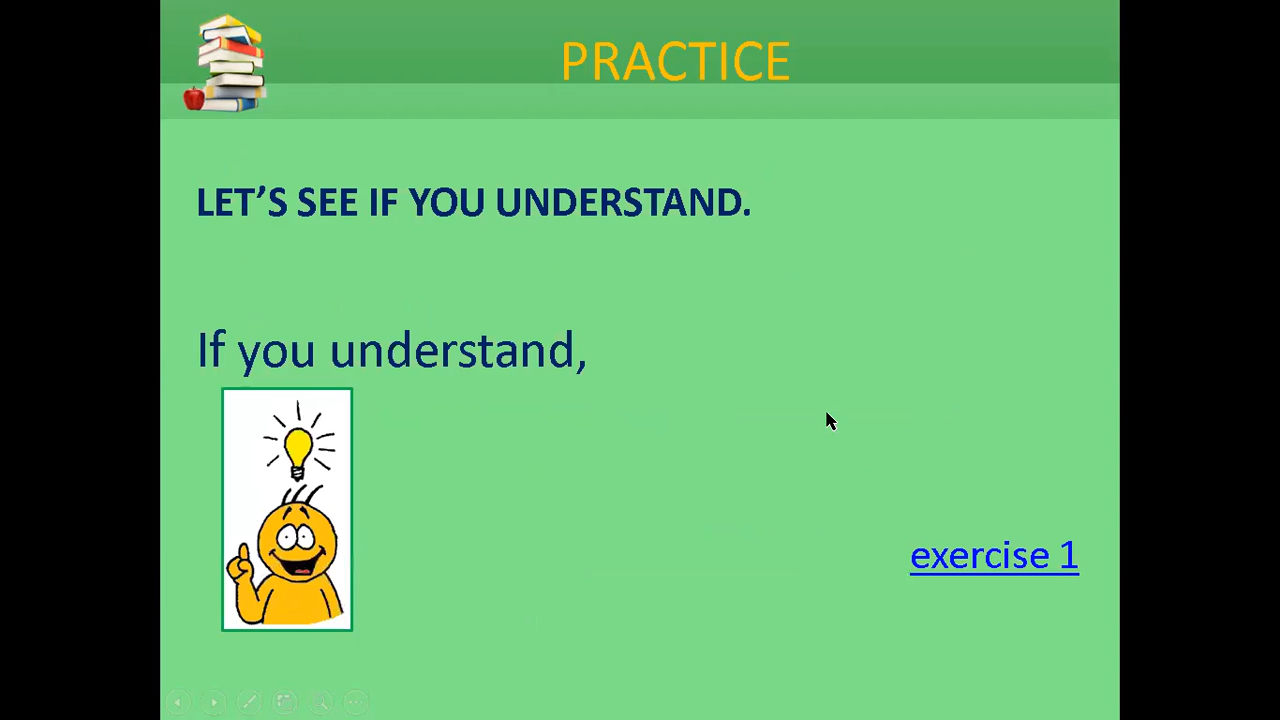 PRACTICE
LET’S SEE IF YOU UNDERSTAND.
If you understand,
exercise 1